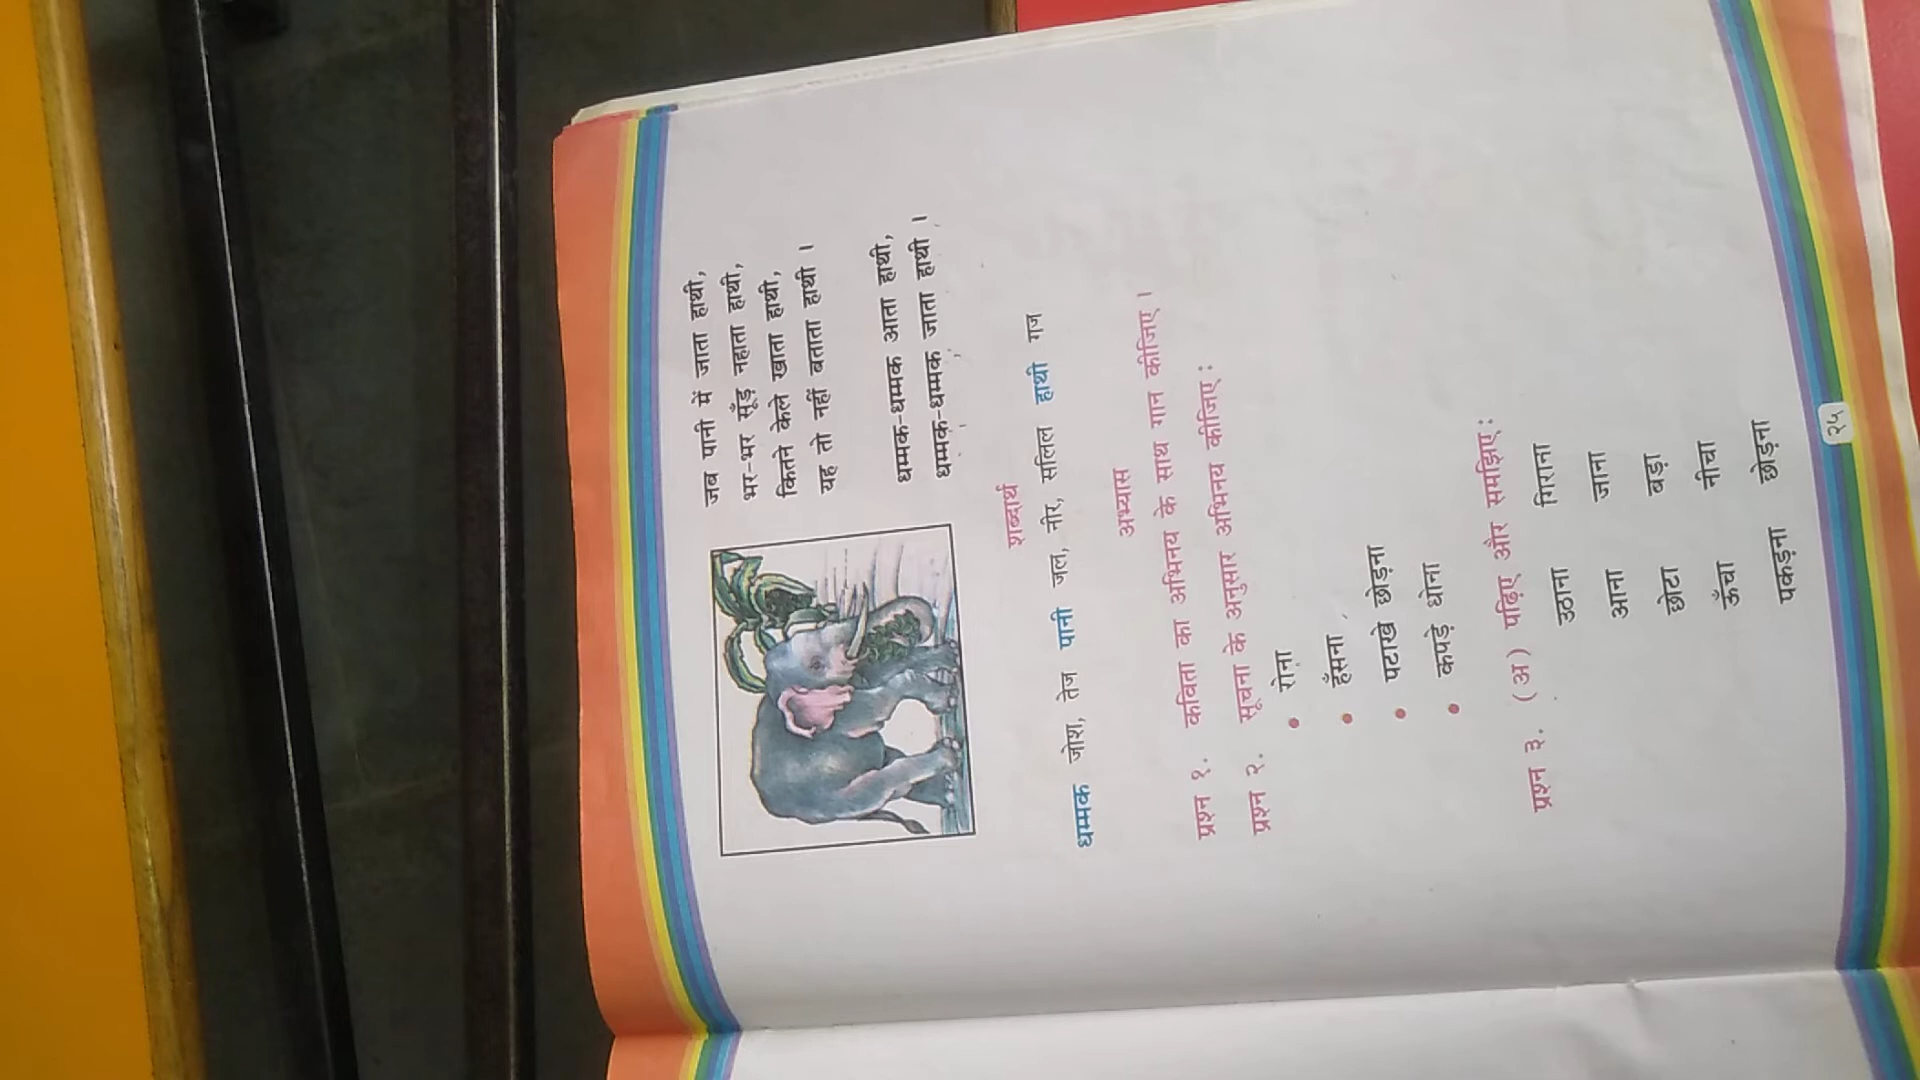 जब पानी में जाता हाथी,
भर-भर सूँड़ नहाता हाथी,
कितने केले खाता हाथी,
यह तो नहीं बताता हाथी ।
धम्मक-धम्मक आता हाथी,
धम्मक-धम्मक जाता हाथी ।
शब्दार्थ
धम्मक जोश, तेज पानी जल, नीर, सलिल हाथी गज
अभ्यास
प्रश्न १. कविता का अभिनय के साथ गान कीजिए ।
प्रश्न २. सूचना के अनुसार अभिनय कीजिए :
• रोना
• हँसना
• पटाखे छोड़ना
• कपड़े धोना
प्रश्न ३. (अ) पढ़िए और समझिए :
उठाना गिराना
आना जाना
छोटा बड़ा
ऊँचा नीचा
पकड़ना छोड़ना
२५